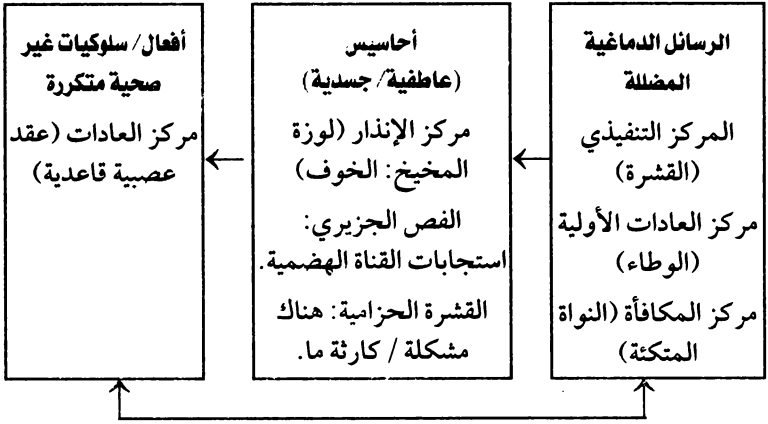 الرسائل الدماغية
المضللة
المركز التنفيذي
(القشرة)
مركز العادات الأولية
(الوطاء)
مركز المكافأة (النواة
المتكئة)
أحاسيس
(عاطفية/ جسدية)
مركز الإنذار (لوزة
المخيخ: الخوف)
الفص الجزيري:
استجابات القناة الهضمية.
القشرة الحزامية: هناك
مشكلة / كارثة ما.
أفعال/ سلوكيات غير
صحية متكررة
مركز العادات (عقد
عصبية قاعدية)